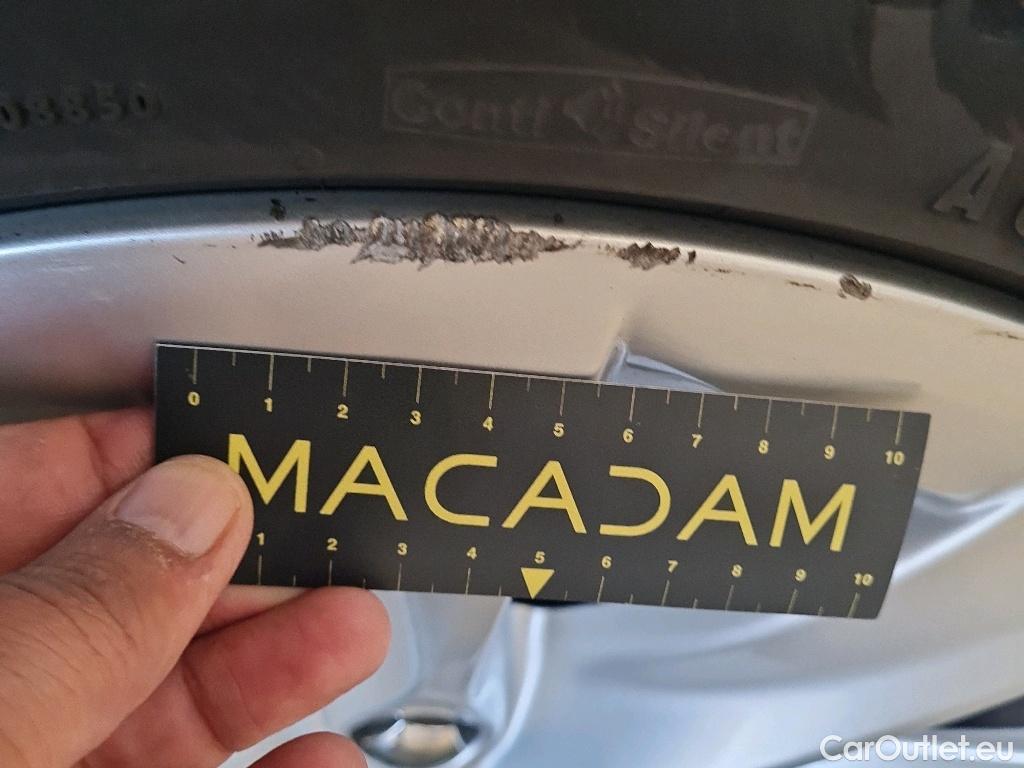 08850
Conti Silent
A
0 1 2 3 4 5 6 7 8 9 10
MACADAM
1 2 3 4 5 6 7 8 9 10
CarOutlet.eu